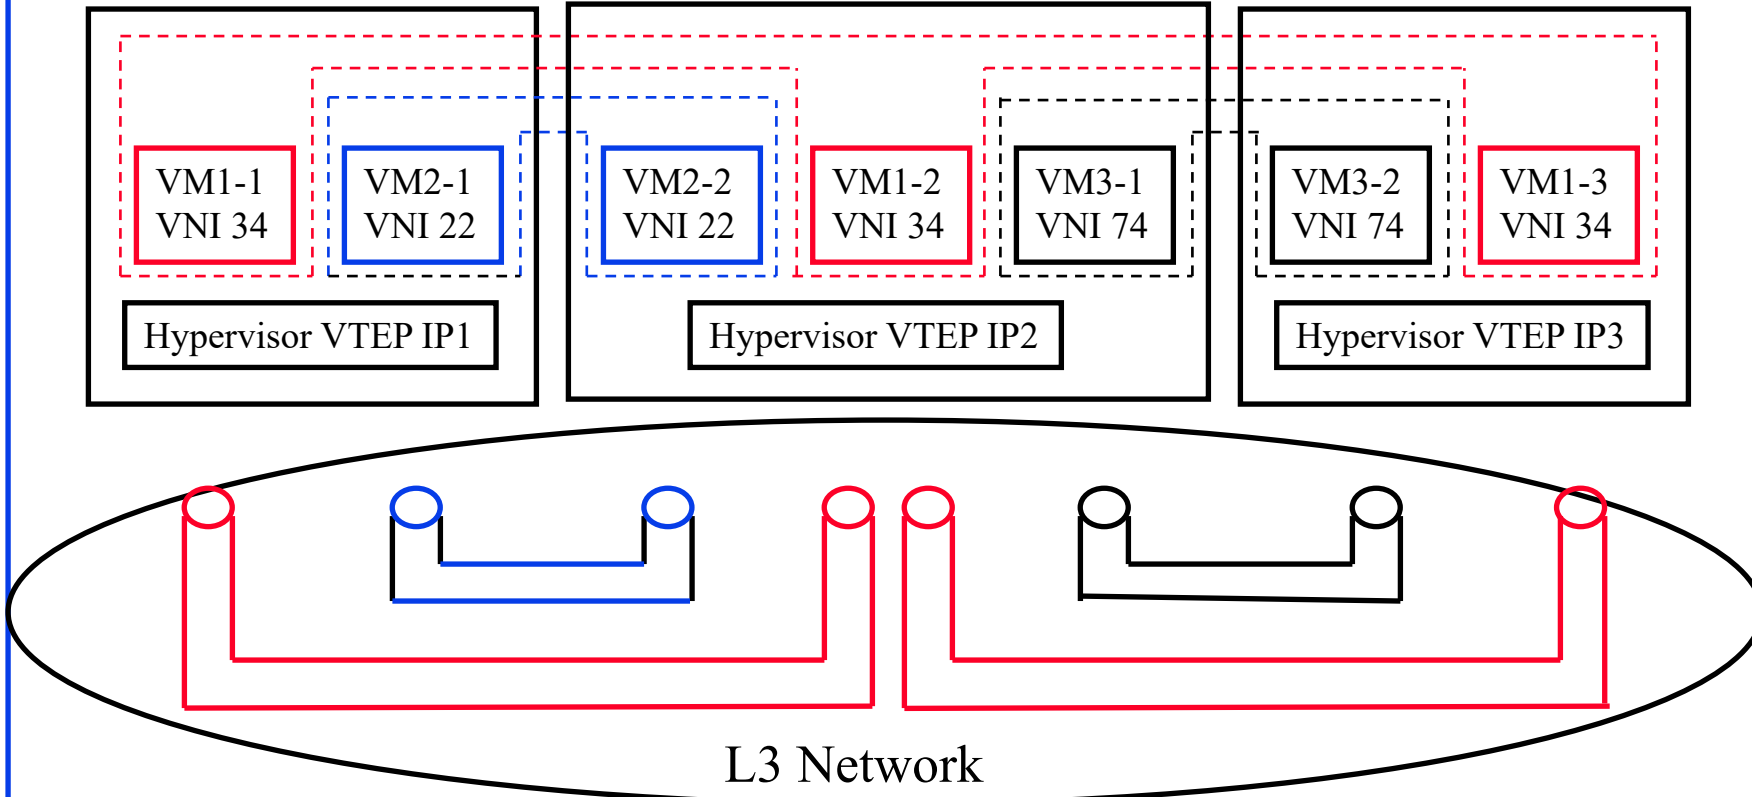 VM1-1
VNI 34
VM2-1
VNI 22
VM2-2
VNI 22
VM1-2
VNI 34
VM3-1
VNI 74
VM3-2
VNI 74
VM1-3
VNI 34
Hypervisor VTEP IP1
Hypervisor VTEP IP2
Hypervisor VTEP IP3
L3 Network